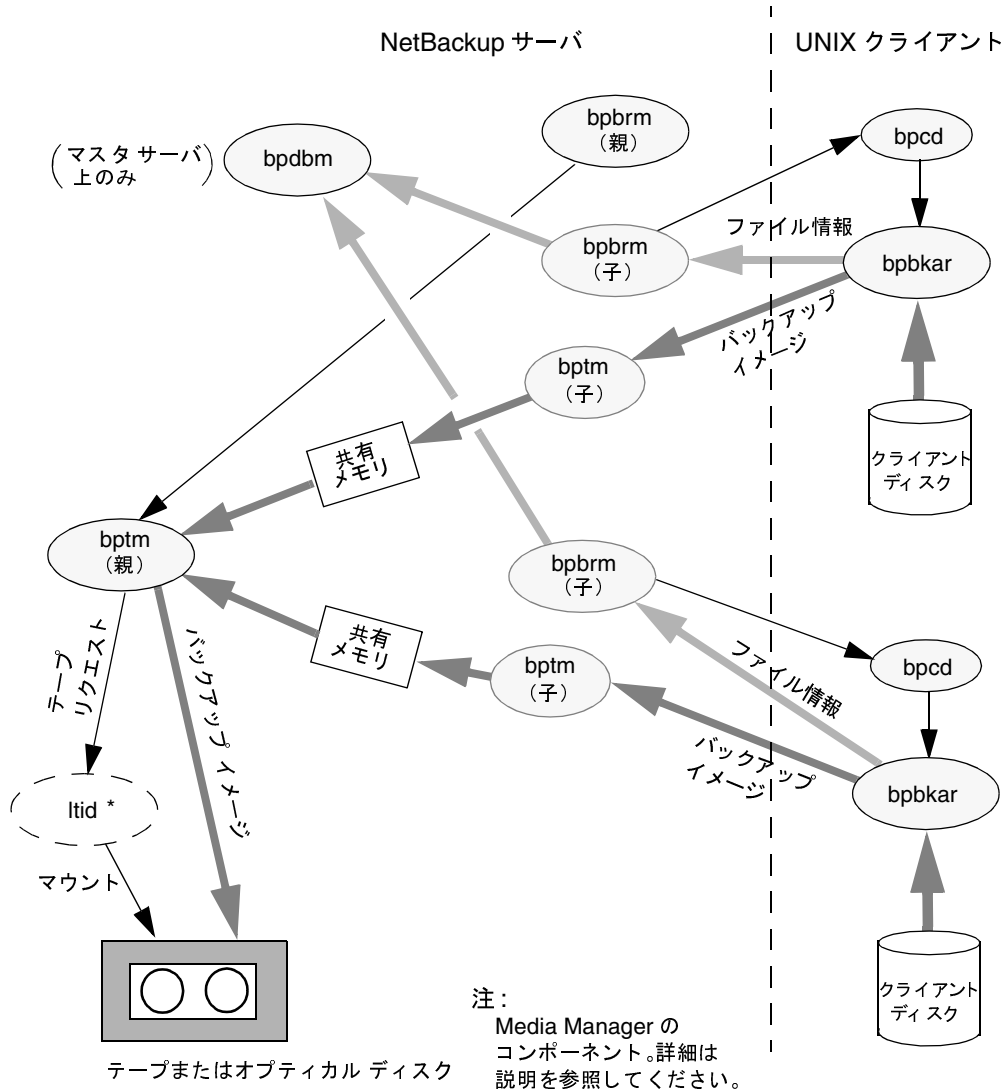 NetBackup サーバ
UNIX クライアント
bpbrm
(親)
bpcd
(マスタ サーバ
上のみ)
bpdbm
ファイル情報
bpbrm
(子)
bpbkar
バックアップ
イメージ
bptm
(子)
共有
メモリ
クライアント
ディスク
bptm
(親)
bpbrm
(子)
共有
メモリ
bptm
(子)
bpcd
ファイル情報
テープ
リクエスト
バックアップ イメージ
バックアップ
イメージ
ltid *
bpbkar
マウント
クライアント
ディスク
注 :
Media Manager の
コンポーネント。詳細は
説明を参照してください。
テープまたはオプティカル ディスク